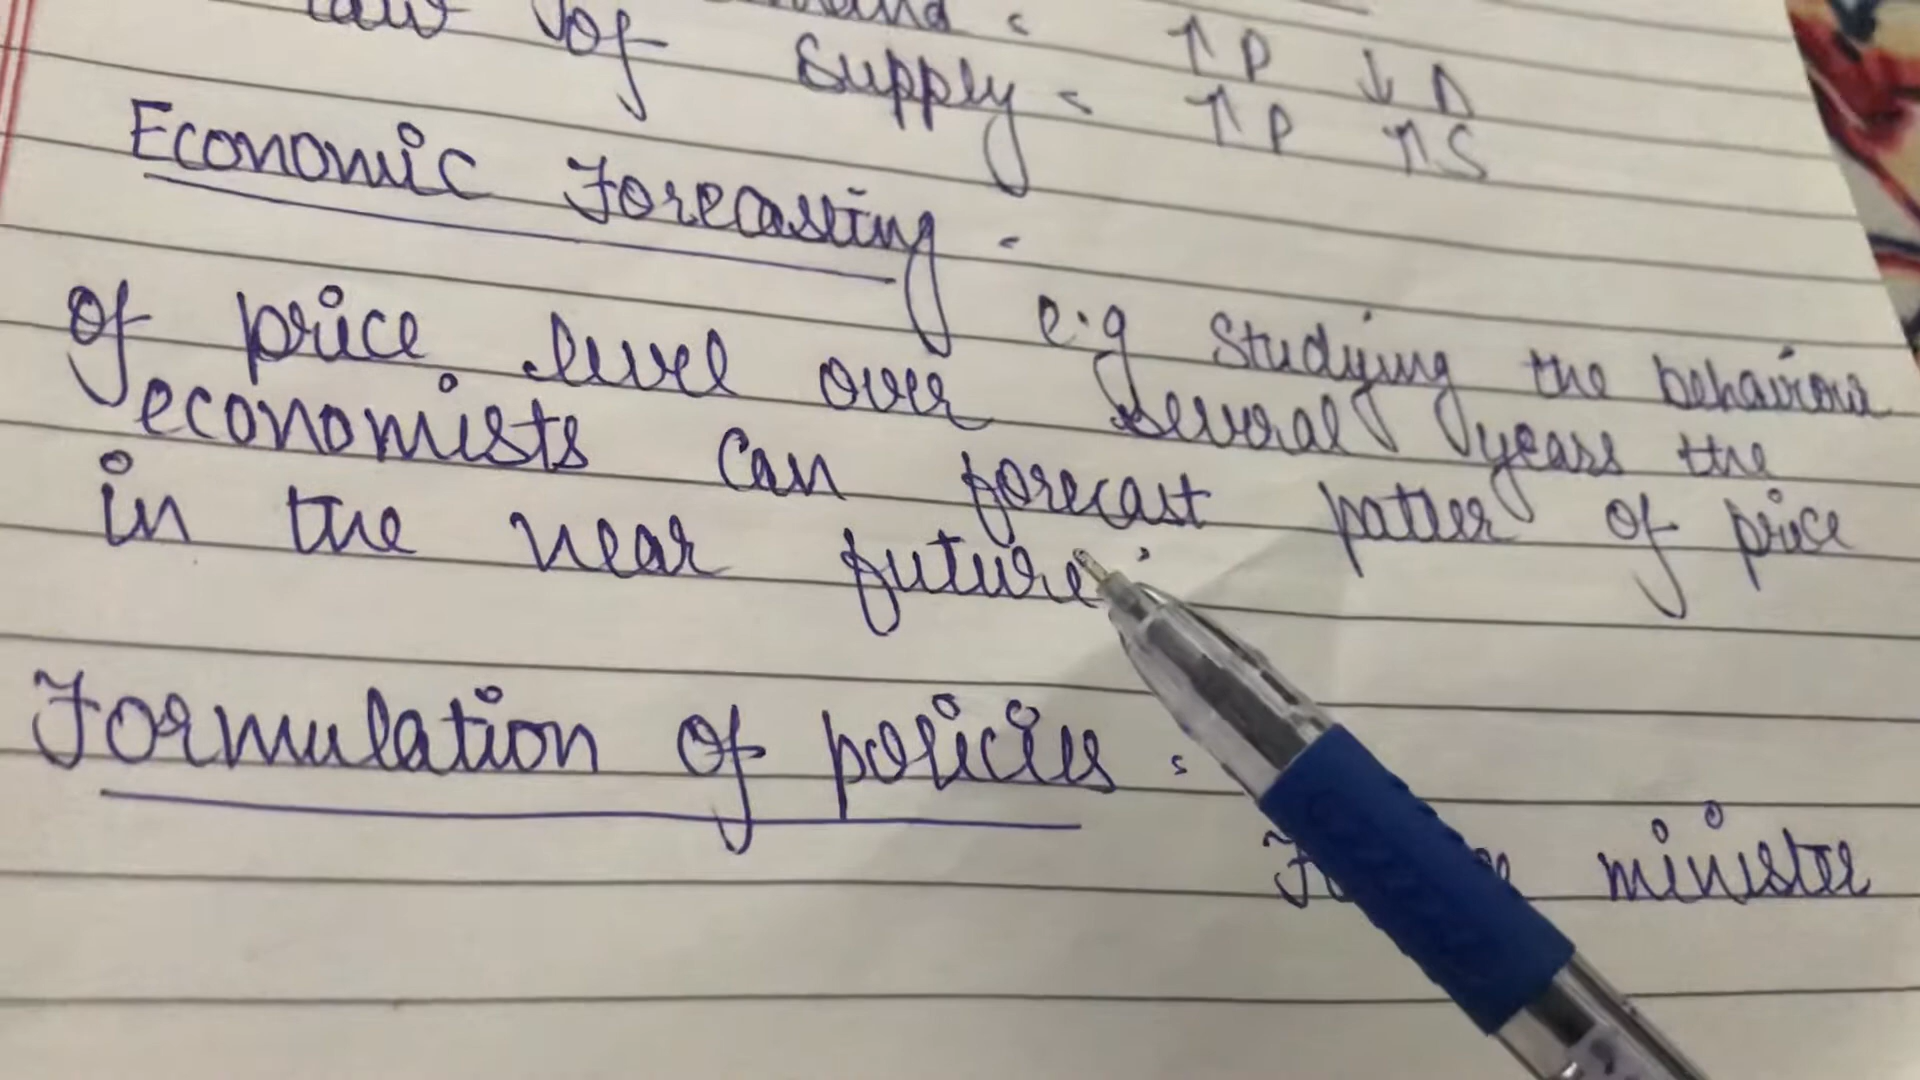 ↑ P ↓ D
Law of Supply = ↑ P ↑ S
Economic Forecasting -
e.g Studying the behaviour
of price level over several years the
economists can forecast patter of price
in the near future.
Formulation of policies :
minister